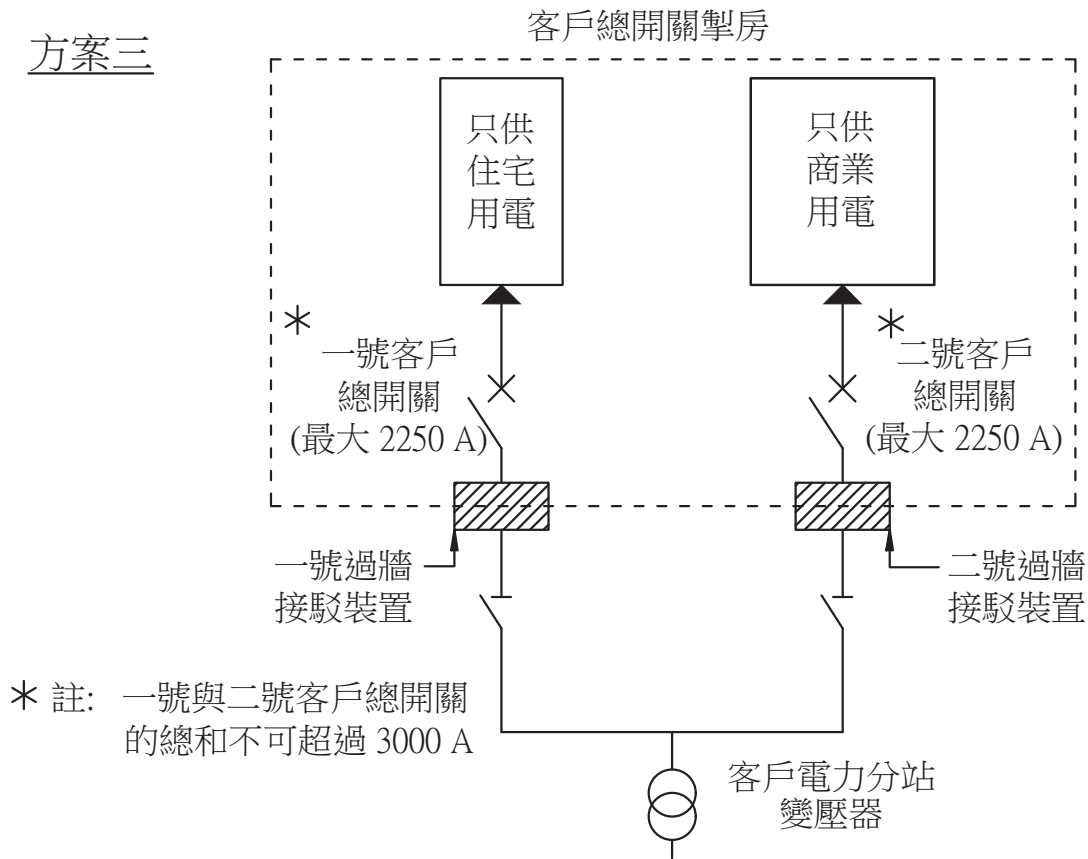 方案三
客戶總開關掣房
只供
住宅
用電
只供
商業
用電
*
一號客戶
總開關
(最大 2250 A)
*
二號客戶
總開關
(最大 2250 A)
一號過牆
接駁裝置
二號過牆
接駁裝置
* 註: 一號與二號客戶總開關
的總和不可超過 3000 A
客戶電力分站
變壓器